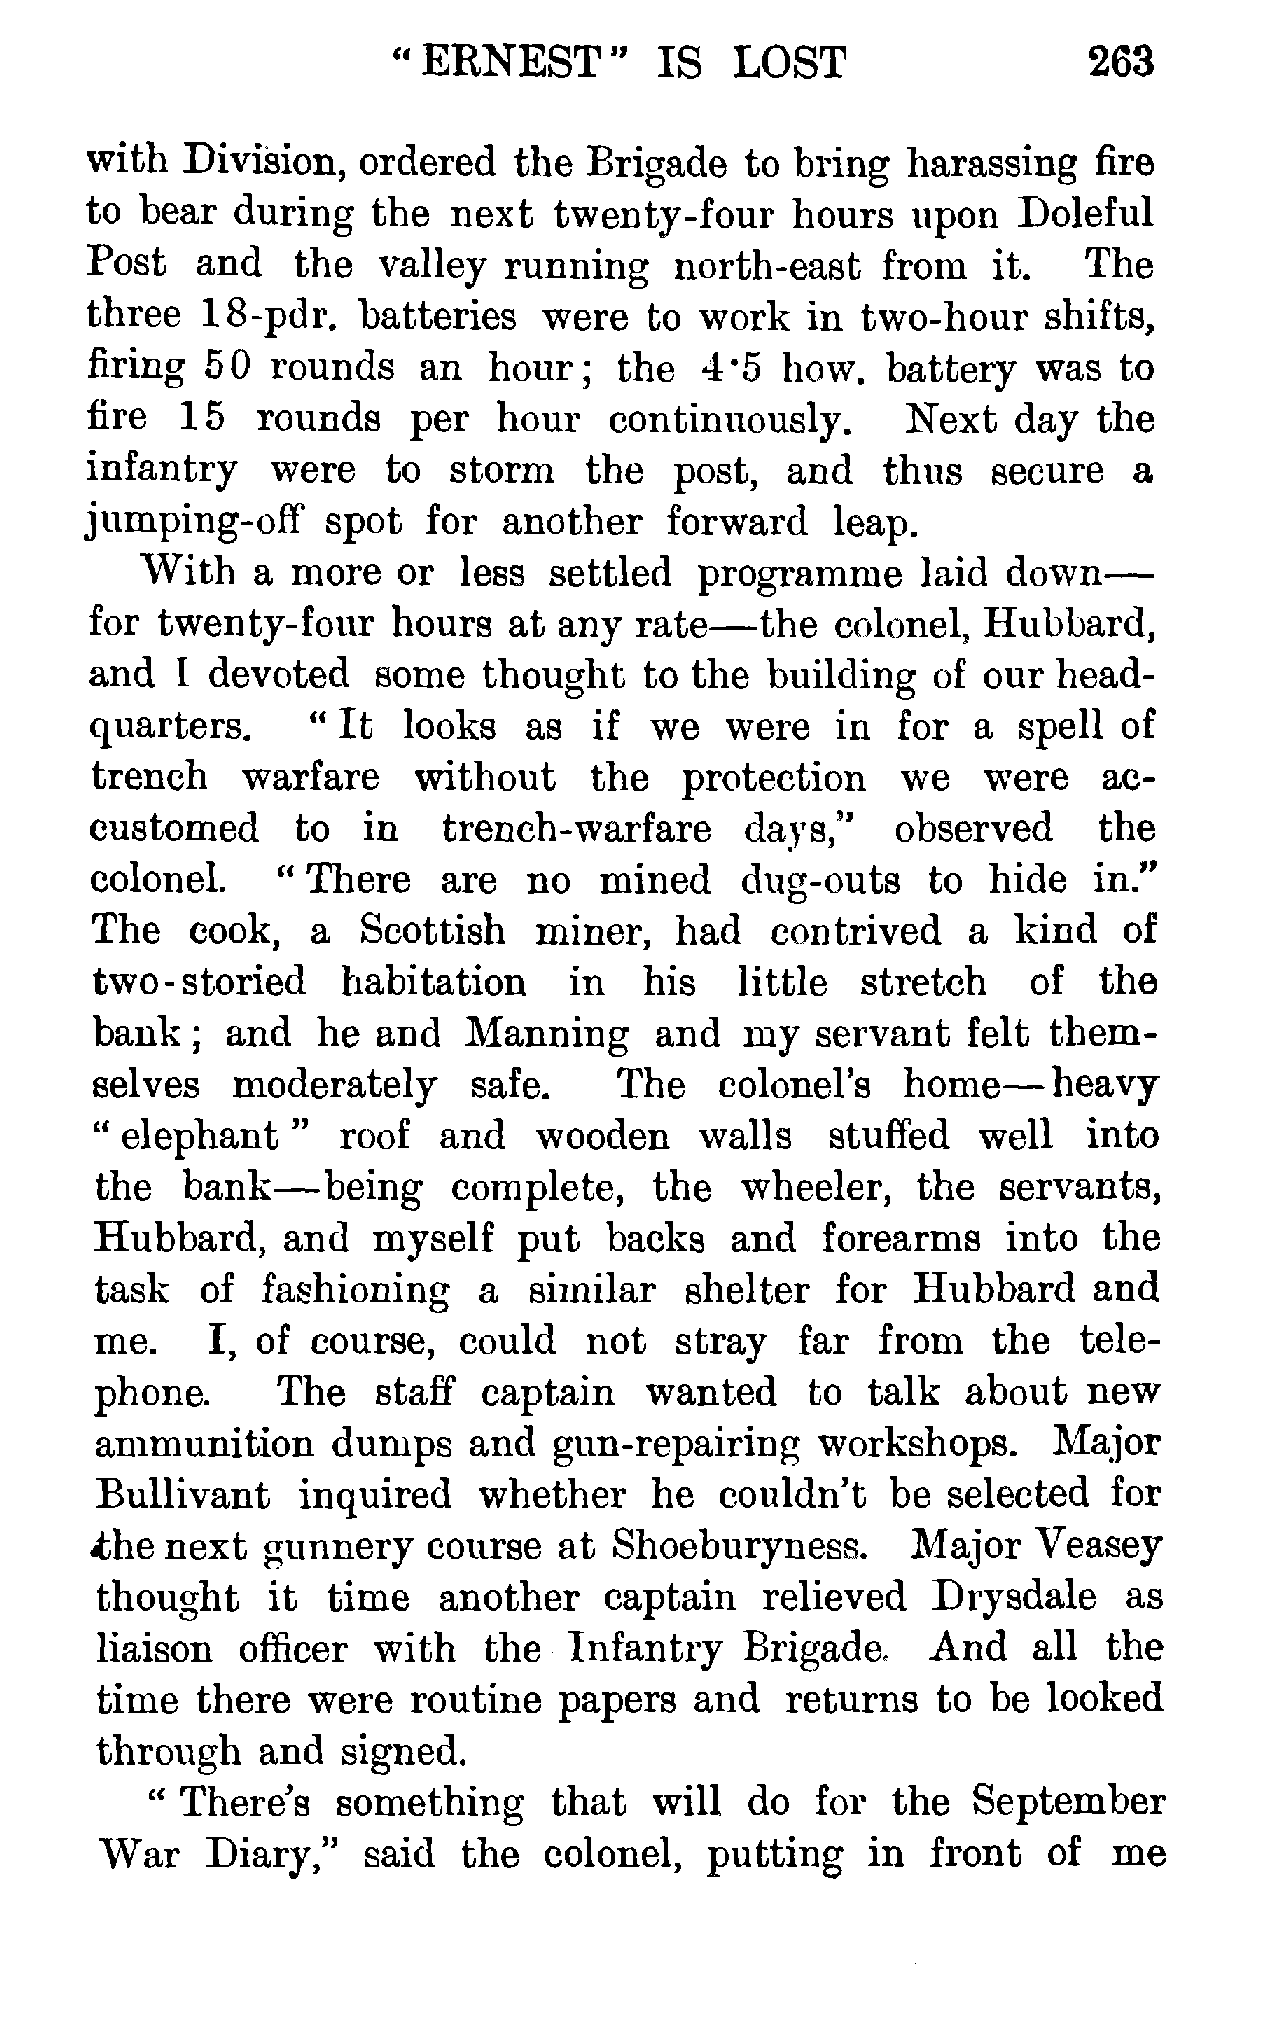 “ ERNEST ” IS LOST 263
with Division, ordered the Brigade to bring harassing fire
to bear during the next twenty-four hours upon Doleful
Post and the valley running north-east from it. The
three 18-pdr. batteries were to work in two-hour shifts,
firing 50 rounds an hour; the 4·5 how. battery was to
fire 15 rounds per hour continuously. Next day the
infantry were to storm the post, and thus secure a
jumping-off spot for another forward leap.
With a more or less settled programme laid down—
for twenty-four hours at any rate—the colonel, Hubbard,
and I devoted some thought to the building of our head-
quarters. “ It looks as if we were in for a spell of
trench warfare without the protection we were ac-
customed to in trench-warfare days,” observed the
colonel. “ There are no mined dug-outs to hide in.”
The cook, a Scottish miner, had contrived a kind of
two-storied habitation in his little stretch of the
bank ; and he and Manning and my servant felt them-
selves moderately safe. The colonel’s home—heavy
“ elephant ” roof and wooden walls stuffed well into
the bank—being complete, the wheeler, the servants,
Hubbard, and myself put backs and forearms into the
task of fashioning a similar shelter for Hubbard and
me. I, of course, could not stray far from the tele-
phone. The staff captain wanted to talk about new
ammunition dumps and gun-repairing workshops. Major
Bullivant inquired whether he couldn’t be selected for
the next gunnery course at Shoeburyness. Major Veasey
thought it time another captain relieved Drysdale as
liaison officer with the Infantry Brigade. And all the
time there were routine papers and returns to be looked
through and signed.
“ There’s something that will do for the September
War Diary,” said the colonel, putting in front of me